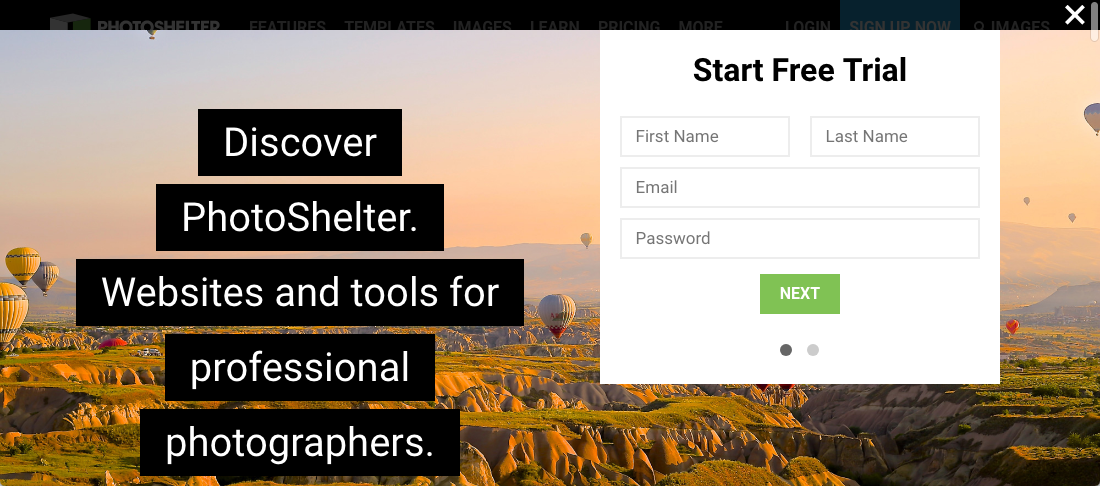 PHOTOSHELTER FEATURES TEMPLATES IMAGES LEARN PRICING MORE LOGIN SIGN UP NOW IMAGES
Start Free Trial
First Name Last Name
Email
Password
NEXT
Discover
PhotoShelter.
Websites and tools for
professional
photographers.